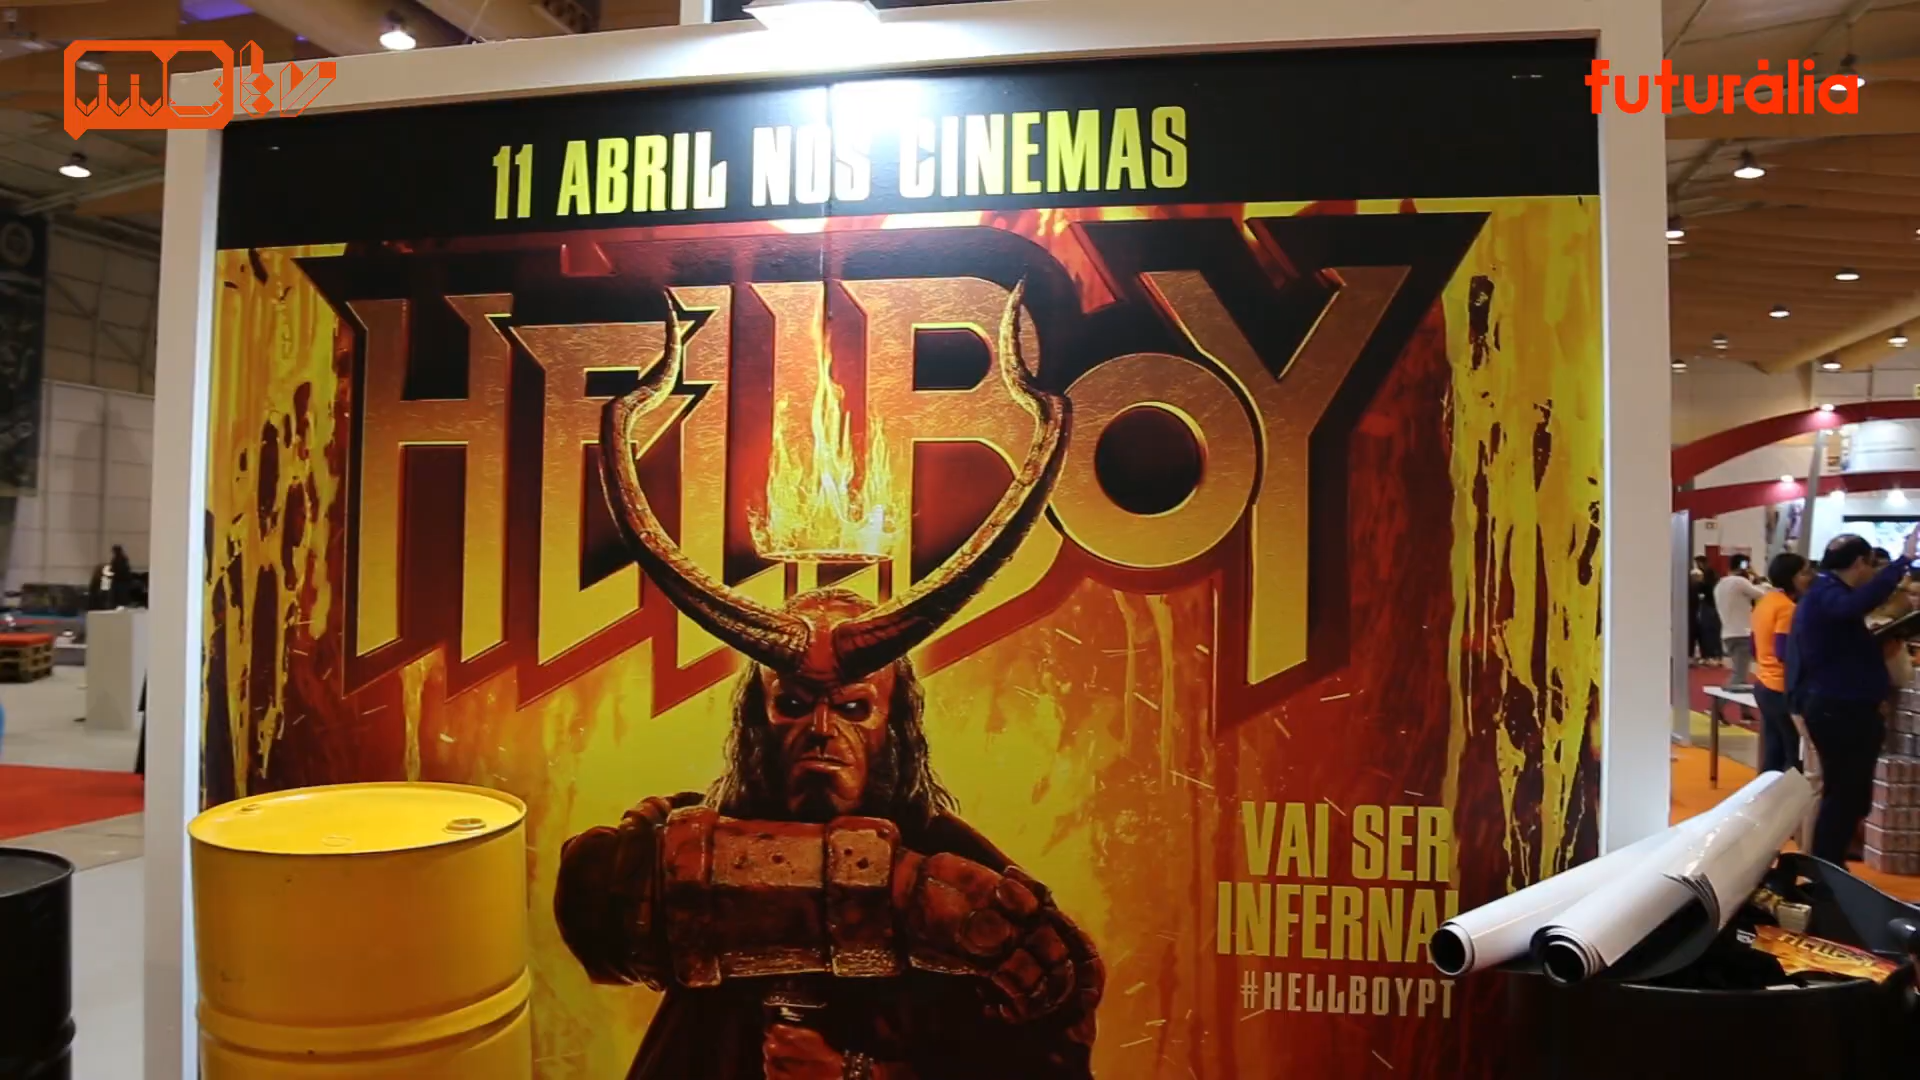 futurália
11 ABRIL NOS CINEMAS
HELLBOY
VAI SER
INFERNAL
#HELLBOYPT